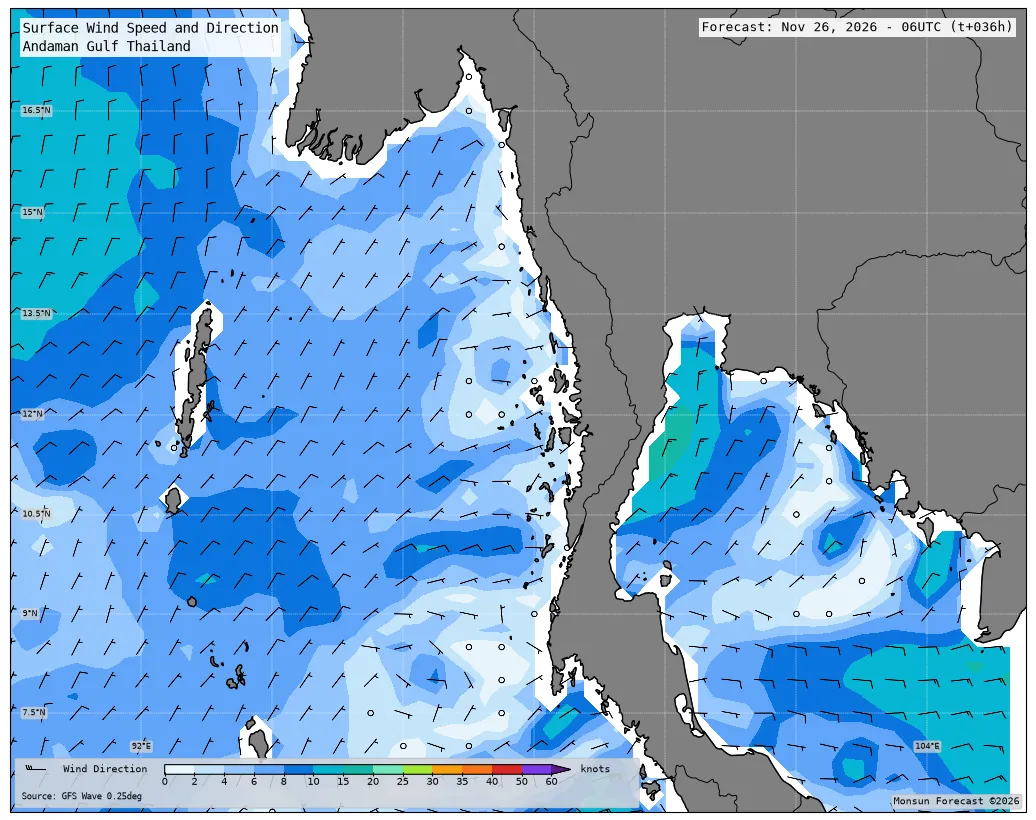 Surface Wind Speed and Direction
Andaman Gulf Thailand
Forecast: Nov 26, 2026 - 06UTC (t+036h)
16.5°N
15°N
13.5°N
12°N
10.5°N
9°N
7.5°N
92°E
104°E
Wind Direction
0 2 4 6 8 10 15 20 25 30 35 40 50 60
knots
Source: GFS Wave 0.25deg
Monsun Forecast ©2026